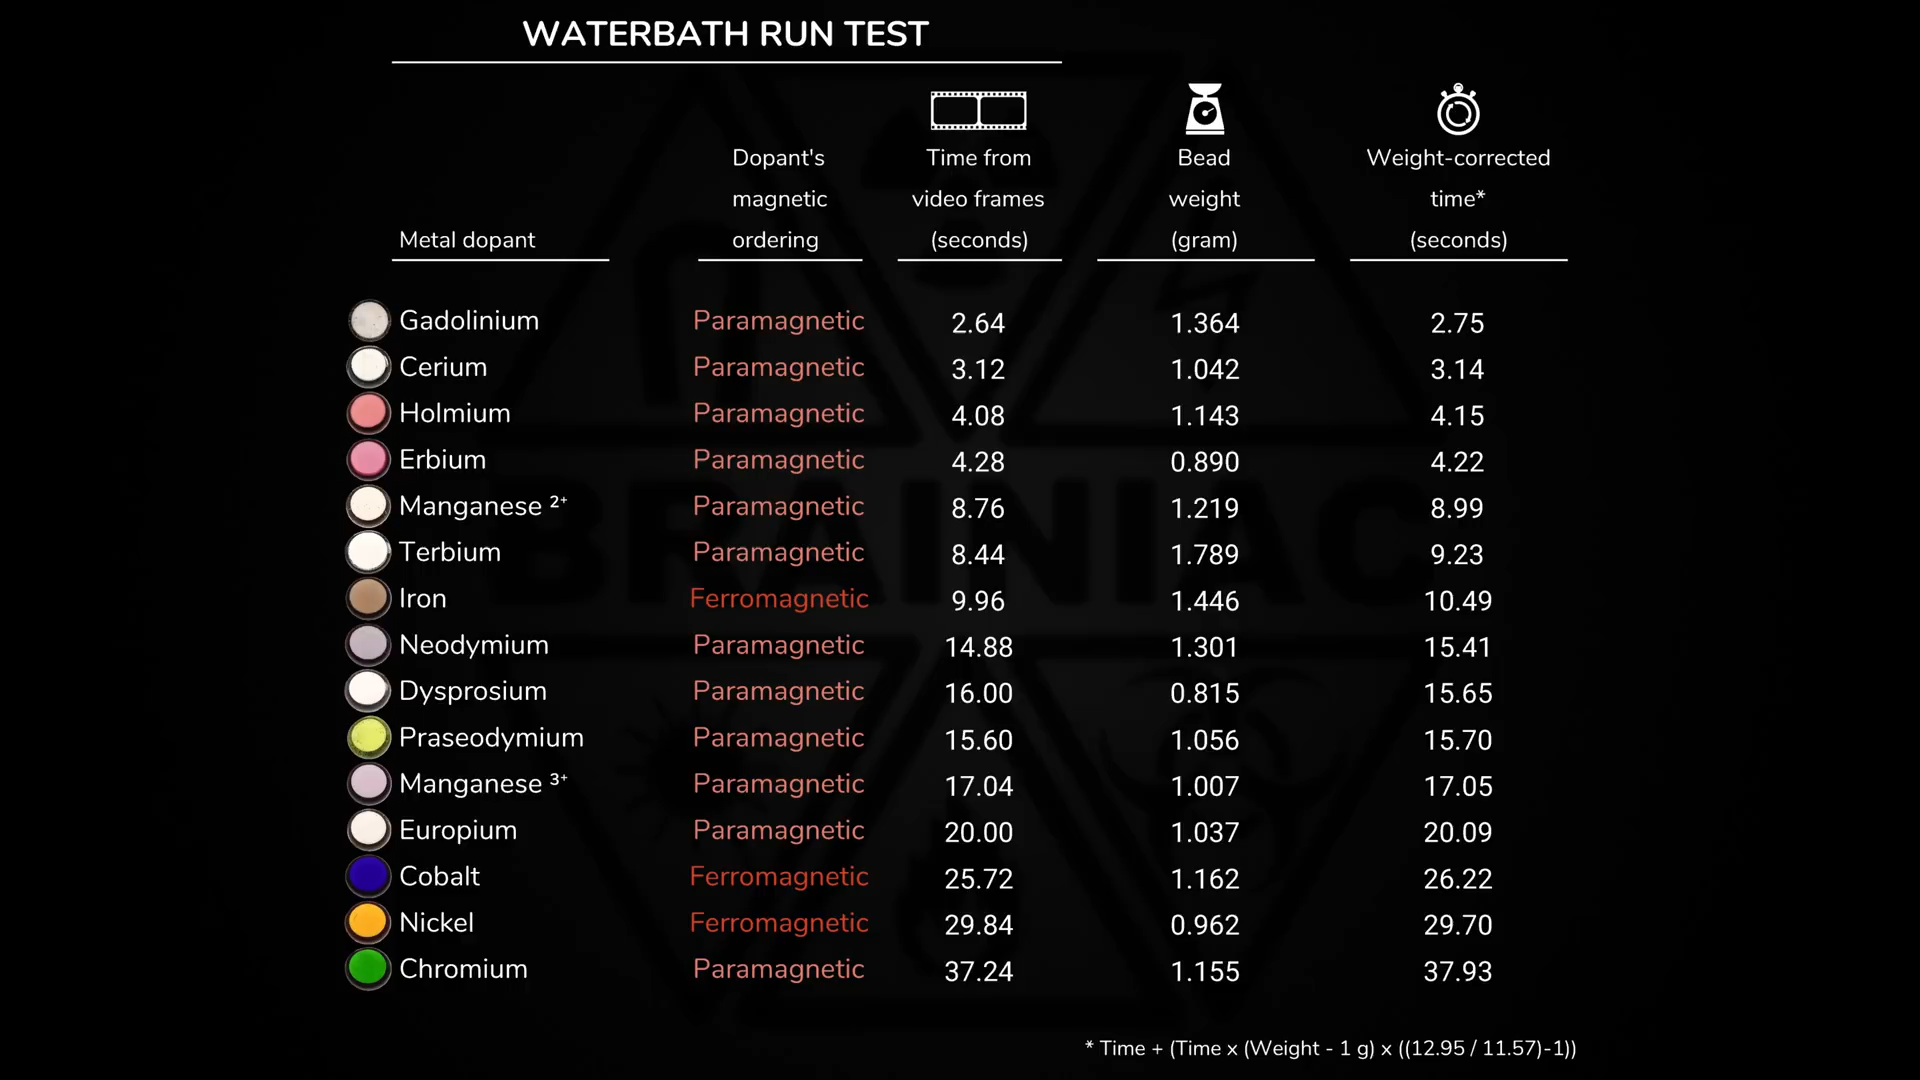 WATERBATH RUN TEST
Metal dopant
Dopant's
magnetic
ordering
Time from
video frames
(seconds)
Bead
weight
(gram)
Weight-corrected
time*
(seconds)
Gadolinium Paramagnetic 2.64 1.364 2.75
Cerium Paramagnetic 3.12 1.042 3.14
Holmium Paramagnetic 4.08 1.143 4.15
Erbium Paramagnetic 4.28 0.890 4.22
Manganese ²⁺ Paramagnetic 8.76 1.219 8.99
Terbium Paramagnetic 8.44 1.789 9.23
Iron Ferromagnetic 9.96 1.446 10.49
Neodymium Paramagnetic 14.88 1.301 15.41
Dysprosium Paramagnetic 16.00 0.815 15.65
Praseodymium Paramagnetic 15.60 1.056 15.70
Manganese ³⁺ Paramagnetic 17.04 1.007 17.05
Europium Paramagnetic 20.00 1.037 20.09
Cobalt Ferromagnetic 25.72 1.162 26.22
Nickel Ferromagnetic 29.84 0.962 29.70
Chromium Paramagnetic 37.24 1.155 37.93
* Time + (Time x (Weight - 1 g) x ((12.95 / 11.57)-1))
BRAINIAC